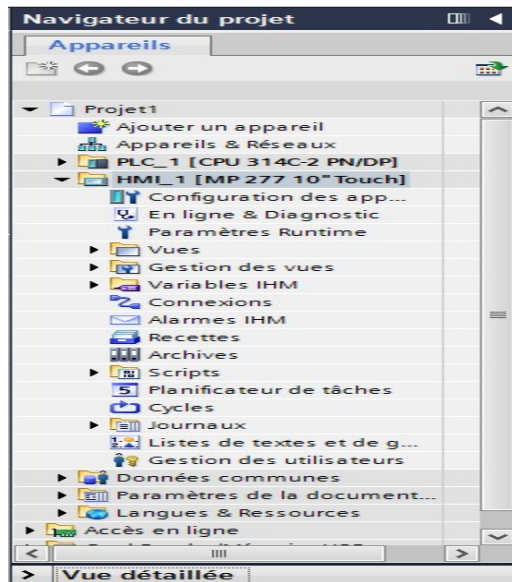 Navigateur du projet
Appareils
Projet1
Ajouter un appareil
Appareils & Réseaux
PLC_1 [CPU 314C-2 PN/DP]
HMI_1 [MP 277 10" Touch]
Configuration des app...
En ligne & Diagnostic
Paramètres Runtime
Vues
Gestion des vues
Variables IHM
Connexions
Alarmes IHM
Recettes
Archives
Scripts
Planificateur de tâches
Cycles
Journaux
Listes de textes et de g...
Gestion des utilisateurs
Données communes
Paramètres de la document...
Langues & Ressources
Accès en ligne
Vue détaillée